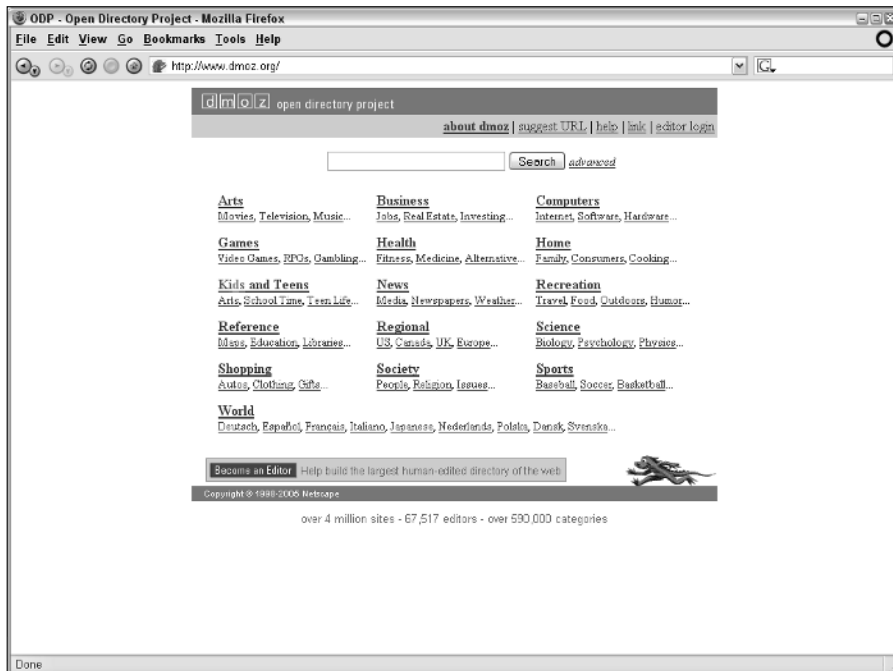 ODP - Open Directory Project - Mozilla Firefox
File Edit View Go Bookmarks Tools Help
http://www.dmoz.org/ G
dmoz open directory project
about dmoz | suggest URL | help | link | editor login
Search advanced
Arts Business Computers
Movies, Television, Music... Jobs, Real Estate, Investing... Internet, Software, Hardware...
Games Health Home
Video Games, RPGs, Gambling... Fitness, Medicine, Alternative... Family, Consumers, Cooking...
Kids and Teens News Recreation
Arts, School Time, Teen Life... Media, Newspapers, Weather... Travel, Food, Outdoors, Humor...
Reference Regional Science
Maps, Education, Libraries... US, Canada, UK, Europe... Biology, Psychology, Physics...
Shopping Society Sports
Autos, Clothing, Gifts... People, Religion, Issues... Baseball, Soccer, Basketball...
World
Deutsch, Español, Français, Italiano, Japanese, Nederlands, Polska, Dansk, Svenska...
Become an Editor Help build the largest human-edited directory of the web
Copyright © 1998-2005 Netscape
over 4 million sites - 67,517 editors - over 590,000 categories
Done